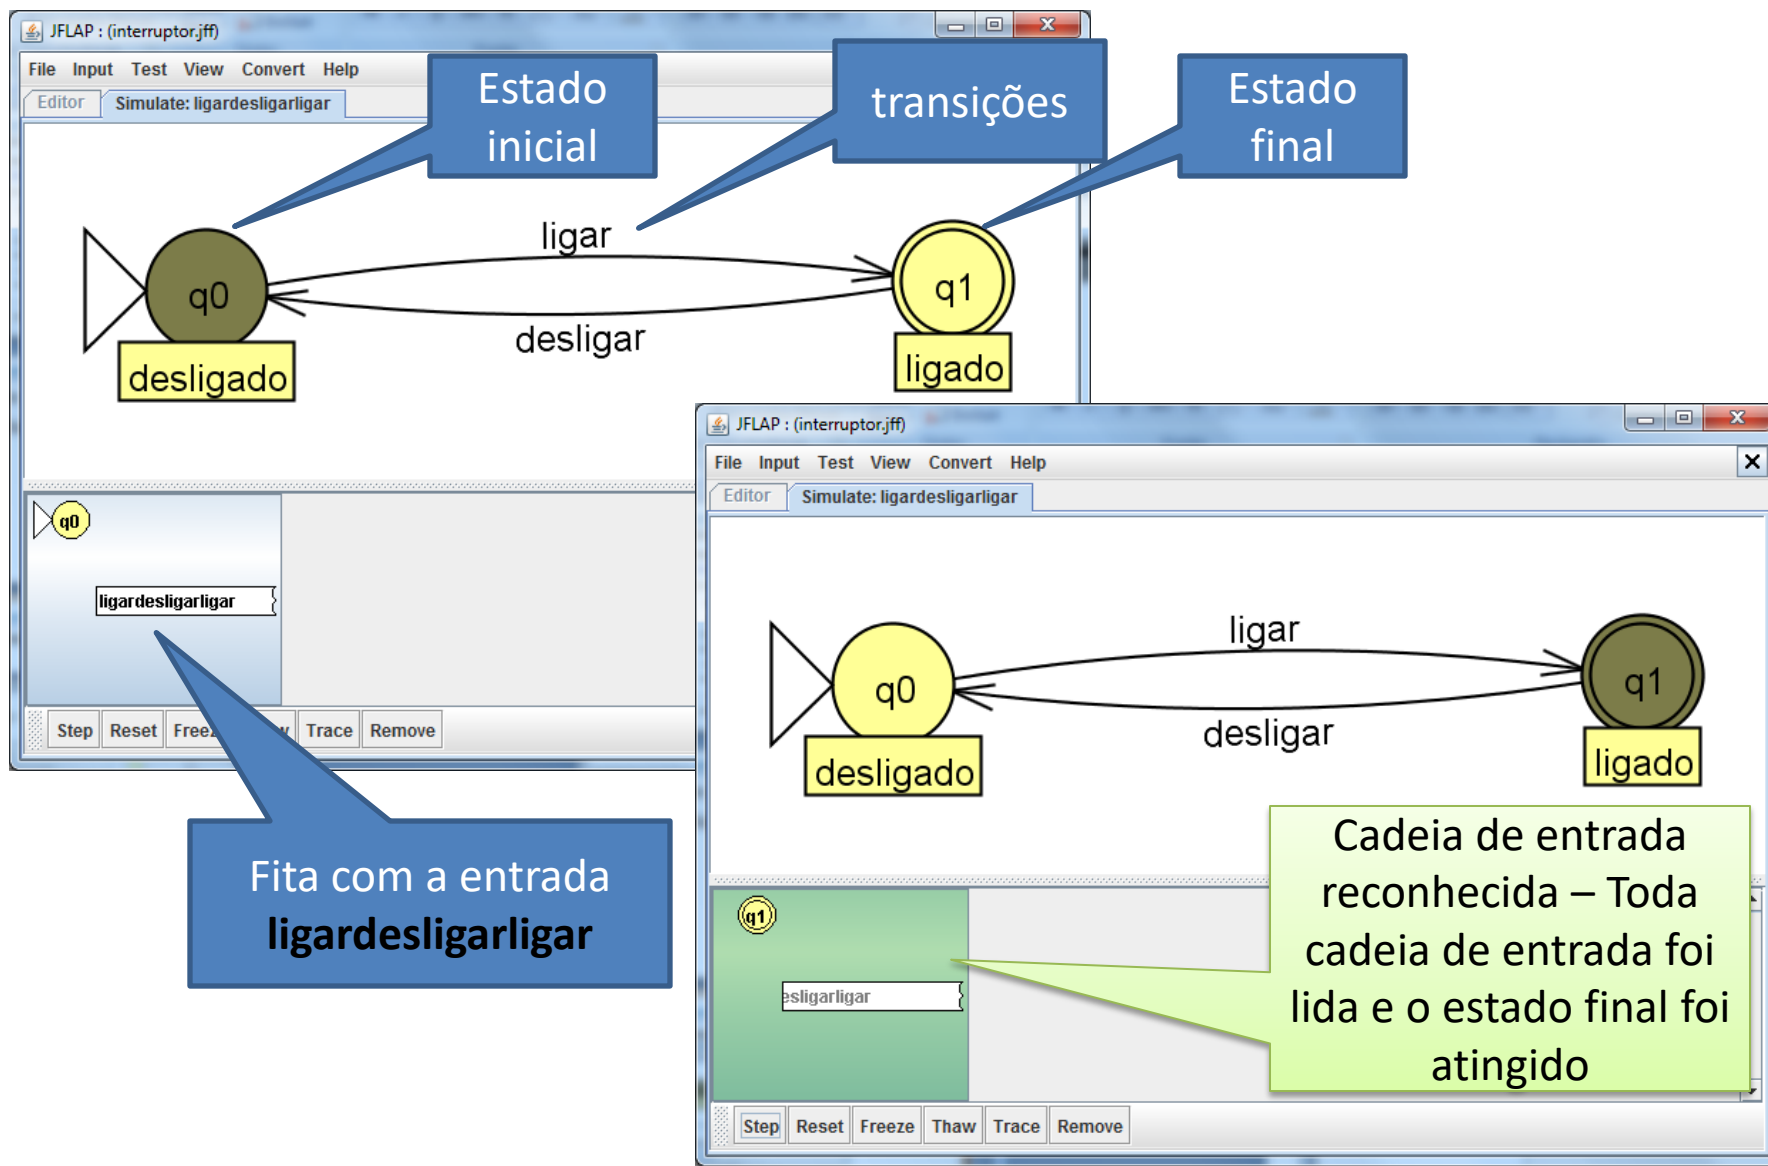 JFLAP : (interruptor.jff)
File Input Test View Convert Help
Editor Simulate: ligardesligarligar
Estado
inicial
transições
Estado
final
ligar
q0
q1
desligar
desligado
ligado
q0
ligardesligarligar
Step Reset Freez w Trace Remove
Fita com a entrada
ligardesligarligar
JFLAP : (interruptor.jff)
File Input Test View Convert Help
Editor Simulate: ligardesligarligar
ligar
q0
q1
desligar
desligado
ligado
q1
esligarligar
Cadeia de entrada
reconhecida – Toda
cadeia de entrada foi
lida e o estado final foi
atingido
Step Reset Freeze Thaw Trace Remove